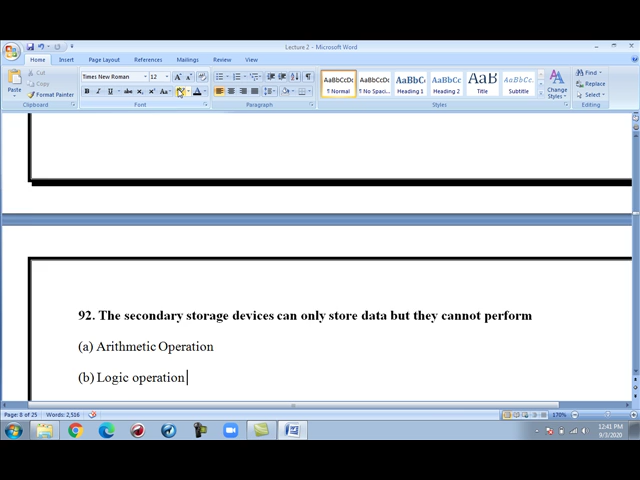 Lecture 2 - Microsoft Word
Home Insert Page Layout References Mailings Review View
Cut
Copy
Format Painter
Paste
Clipboard
Times New Roman 12
Font
Paragraph
AaBbCcDc AaBbCcDc AaBbC AaBbCc AaB AaBbCc.
¶ Normal ¶ No Spaci... Heading 1 Heading 2 Title Subtitle
Change Styles
Styles
Find
Replace
Select
Editing
92. The secondary storage devices can only store data but they cannot perform
(a) Arithmetic Operation
(b) Logic operation
Page: 8 of 25 Words: 2,516 170%
12:41 PM
9/3/2020